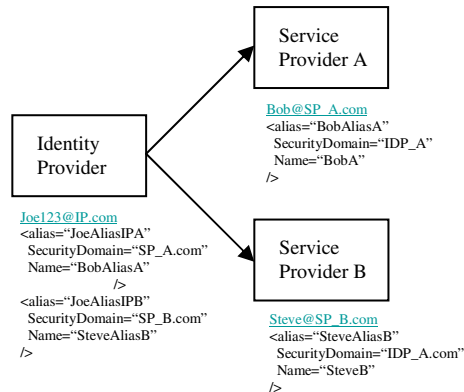 Service
Provider A
Bob@SP_A.com
<alias=“BobAliasA”
SecurityDomain=“IDP_A”
Name=“BobA”
/>
Identity
Provider
Joe123@IP.com
<alias=“JoeAliasIPA”
SecurityDomain=“SP_A.com”
Name=“BobAliasA”
/>
<alias=“JoeAliasIPB”
SecurityDomain=“SP_B.com”
Name=“SteveAliasB”
/>
Service
Provider B
Steve@SP_B.com
<alias=“SteveAliasB”
SecurityDomain=“IDP_A.com”
Name=“SteveB”
/>